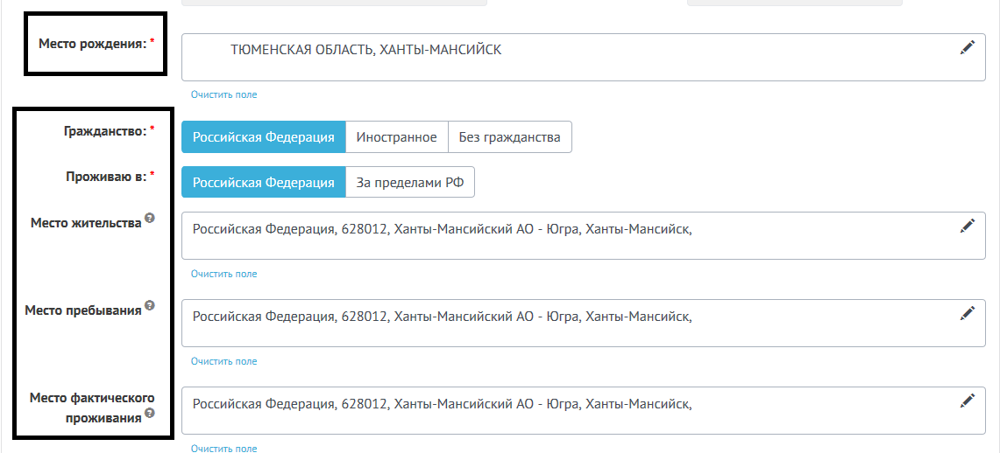 Место рождения: *
ТЮМЕНСКАЯ ОБЛАСТЬ, ХАНТЫ-МАНСИЙСК
Очистить поле
Гражданство: * Российская Федерация Иностранное Без гражданства
Проживаю в: * Российская Федерация За пределами РФ
Место жительства ?
Российская Федерация, 628012, Ханты-Мансийский АО - Югра, Ханты-Мансийск,
Очистить поле
Место пребывания ?
Российская Федерация, 628012, Ханты-Мансийский АО - Югра, Ханты-Мансийск,
Очистить поле
Место фактического
проживания ?
Российская Федерация, 628012, Ханты-Мансийский АО - Югра, Ханты-Мансийск,
Очистить поле